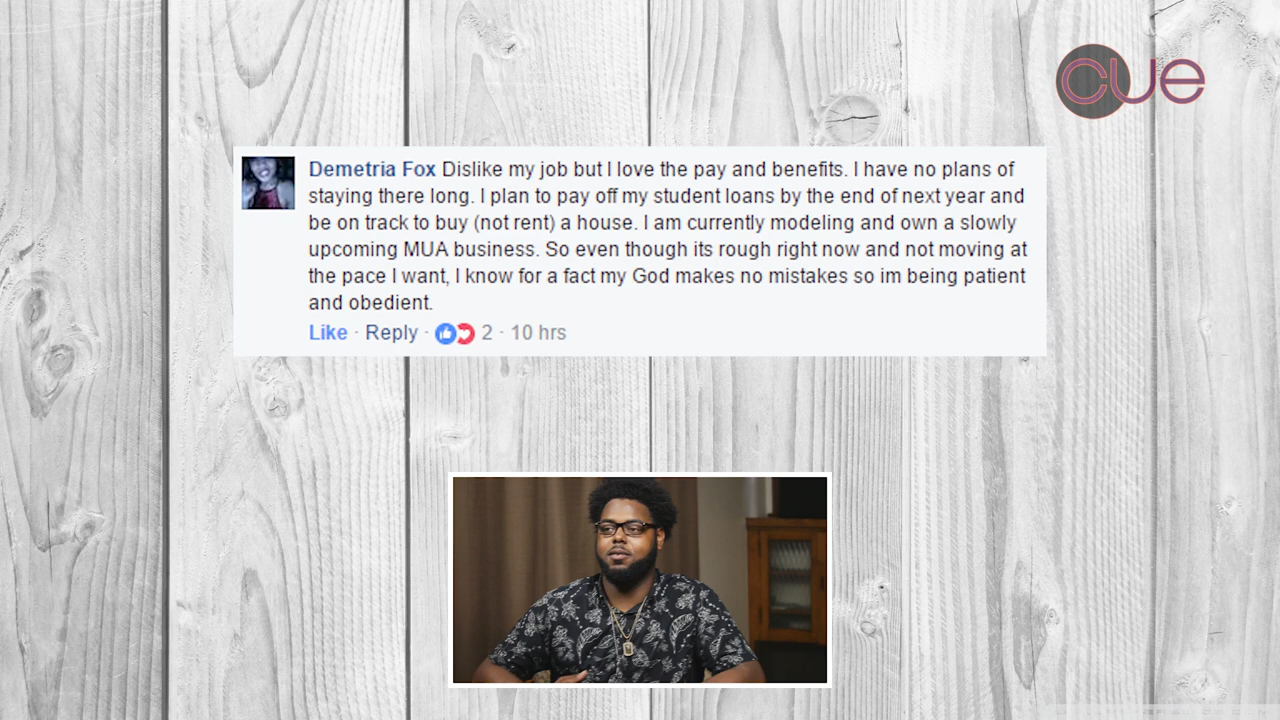 cue
Demetria Fox Dislike my job but I love the pay and benefits. I have no plans of
staying there long. I plan to pay off my student loans by the end of next year and
be on track to buy (not rent) a house. I am currently modeling and own a slowly
upcoming MUA business. So even though its rough right now and not moving at
the pace I want, I know for a fact my God makes no mistakes so im being patient
and obedient.
Like · Reply · 2 · 10 hrs